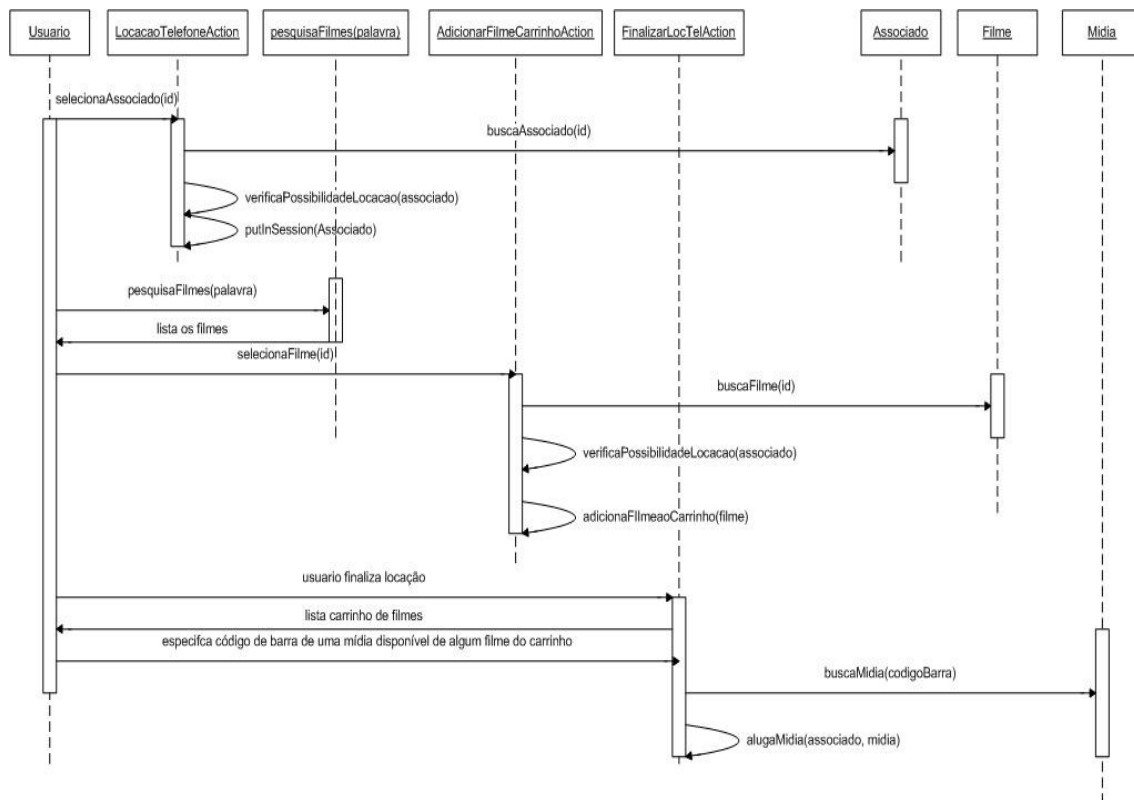 Usuario
LocacaoTelefoneAction
pesquisaFilmes(palavra)
AdicionarFilmeCarrinhoAction
FinalizarLocTelAction
Associado
Filme
Midia
selecionaAssociado(id)
buscaAssociado(id)
verificaPossibilidadeLocacao(associado)
putInSession(Associado)
pesquisaFilmes(palavra)
lista os filmes
selecionaFilme(id)
buscaFilme(id)
verificaPossibilidadeLocacao(associado)
adicionaFIlmeaoCarrinho(filme)
usuario finaliza locação
lista carrinho de filmes
especifca código de barra de uma mídia disponível de algum filme do carrinho
buscaMidia(codigoBarra)
alugaMidia(associado, midia)